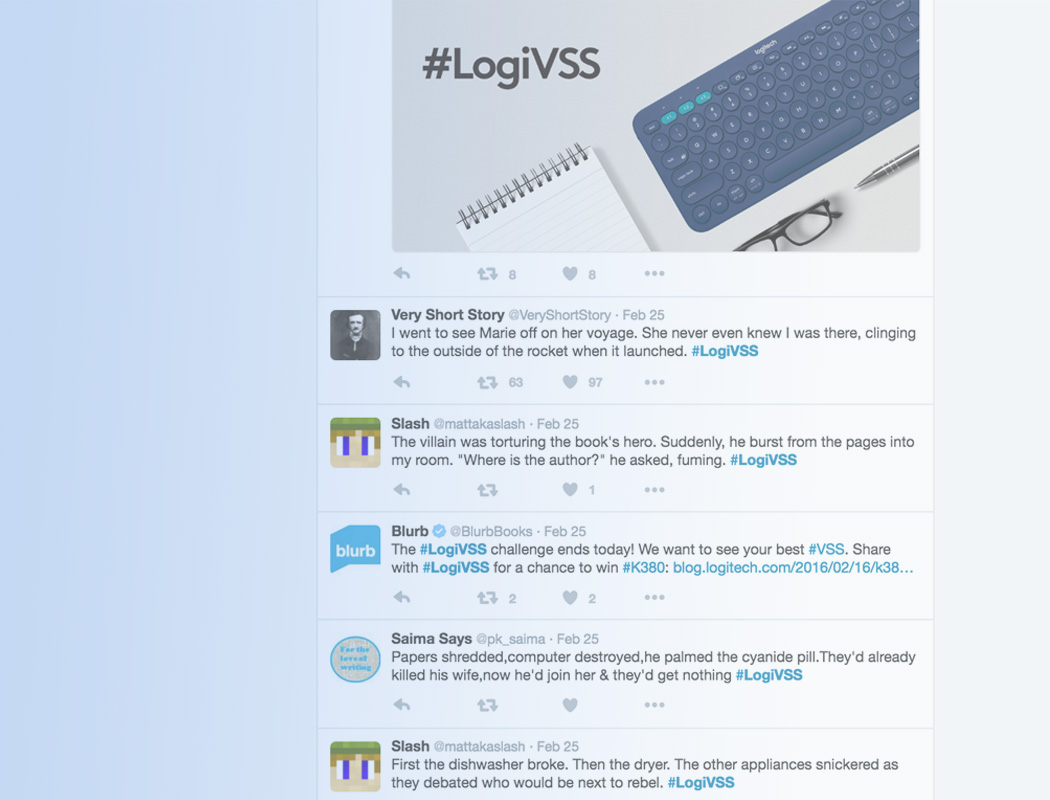 #LogiVSS
logitech
8 8
Very Short Story @VeryShortStory · Feb 25
I went to see Marie off on her voyage. She never even knew I was there, clinging
to the outside of the rocket when it launched. #LogiVSS
63 97
Slash @mattakaslash · Feb 25
The villain was torturing the book's hero. Suddenly, he burst from the pages into
my room. "Where is the author?" he asked, fuming. #LogiVSS
1
blurb
Blurb @BlurbBooks · Feb 25
The #LogiVSS challenge ends today! We want to see your best #VSS. Share
with #LogiVSS for a chance to win #K380: blog.logitech.com/2016/02/16/k38…
2 2
For the
love of
writing
Saima Says @pk_saima · Feb 25
Papers shredded,computer destroyed,he palmed the cyanide pill.They'd already
killed his wife,now he'd join her & they'd get nothing #LogiVSS
Slash @mattakaslash · Feb 25
First the dishwasher broke. Then the dryer. The other appliances snickered as
they debated who would be next to rebel. #LogiVSS